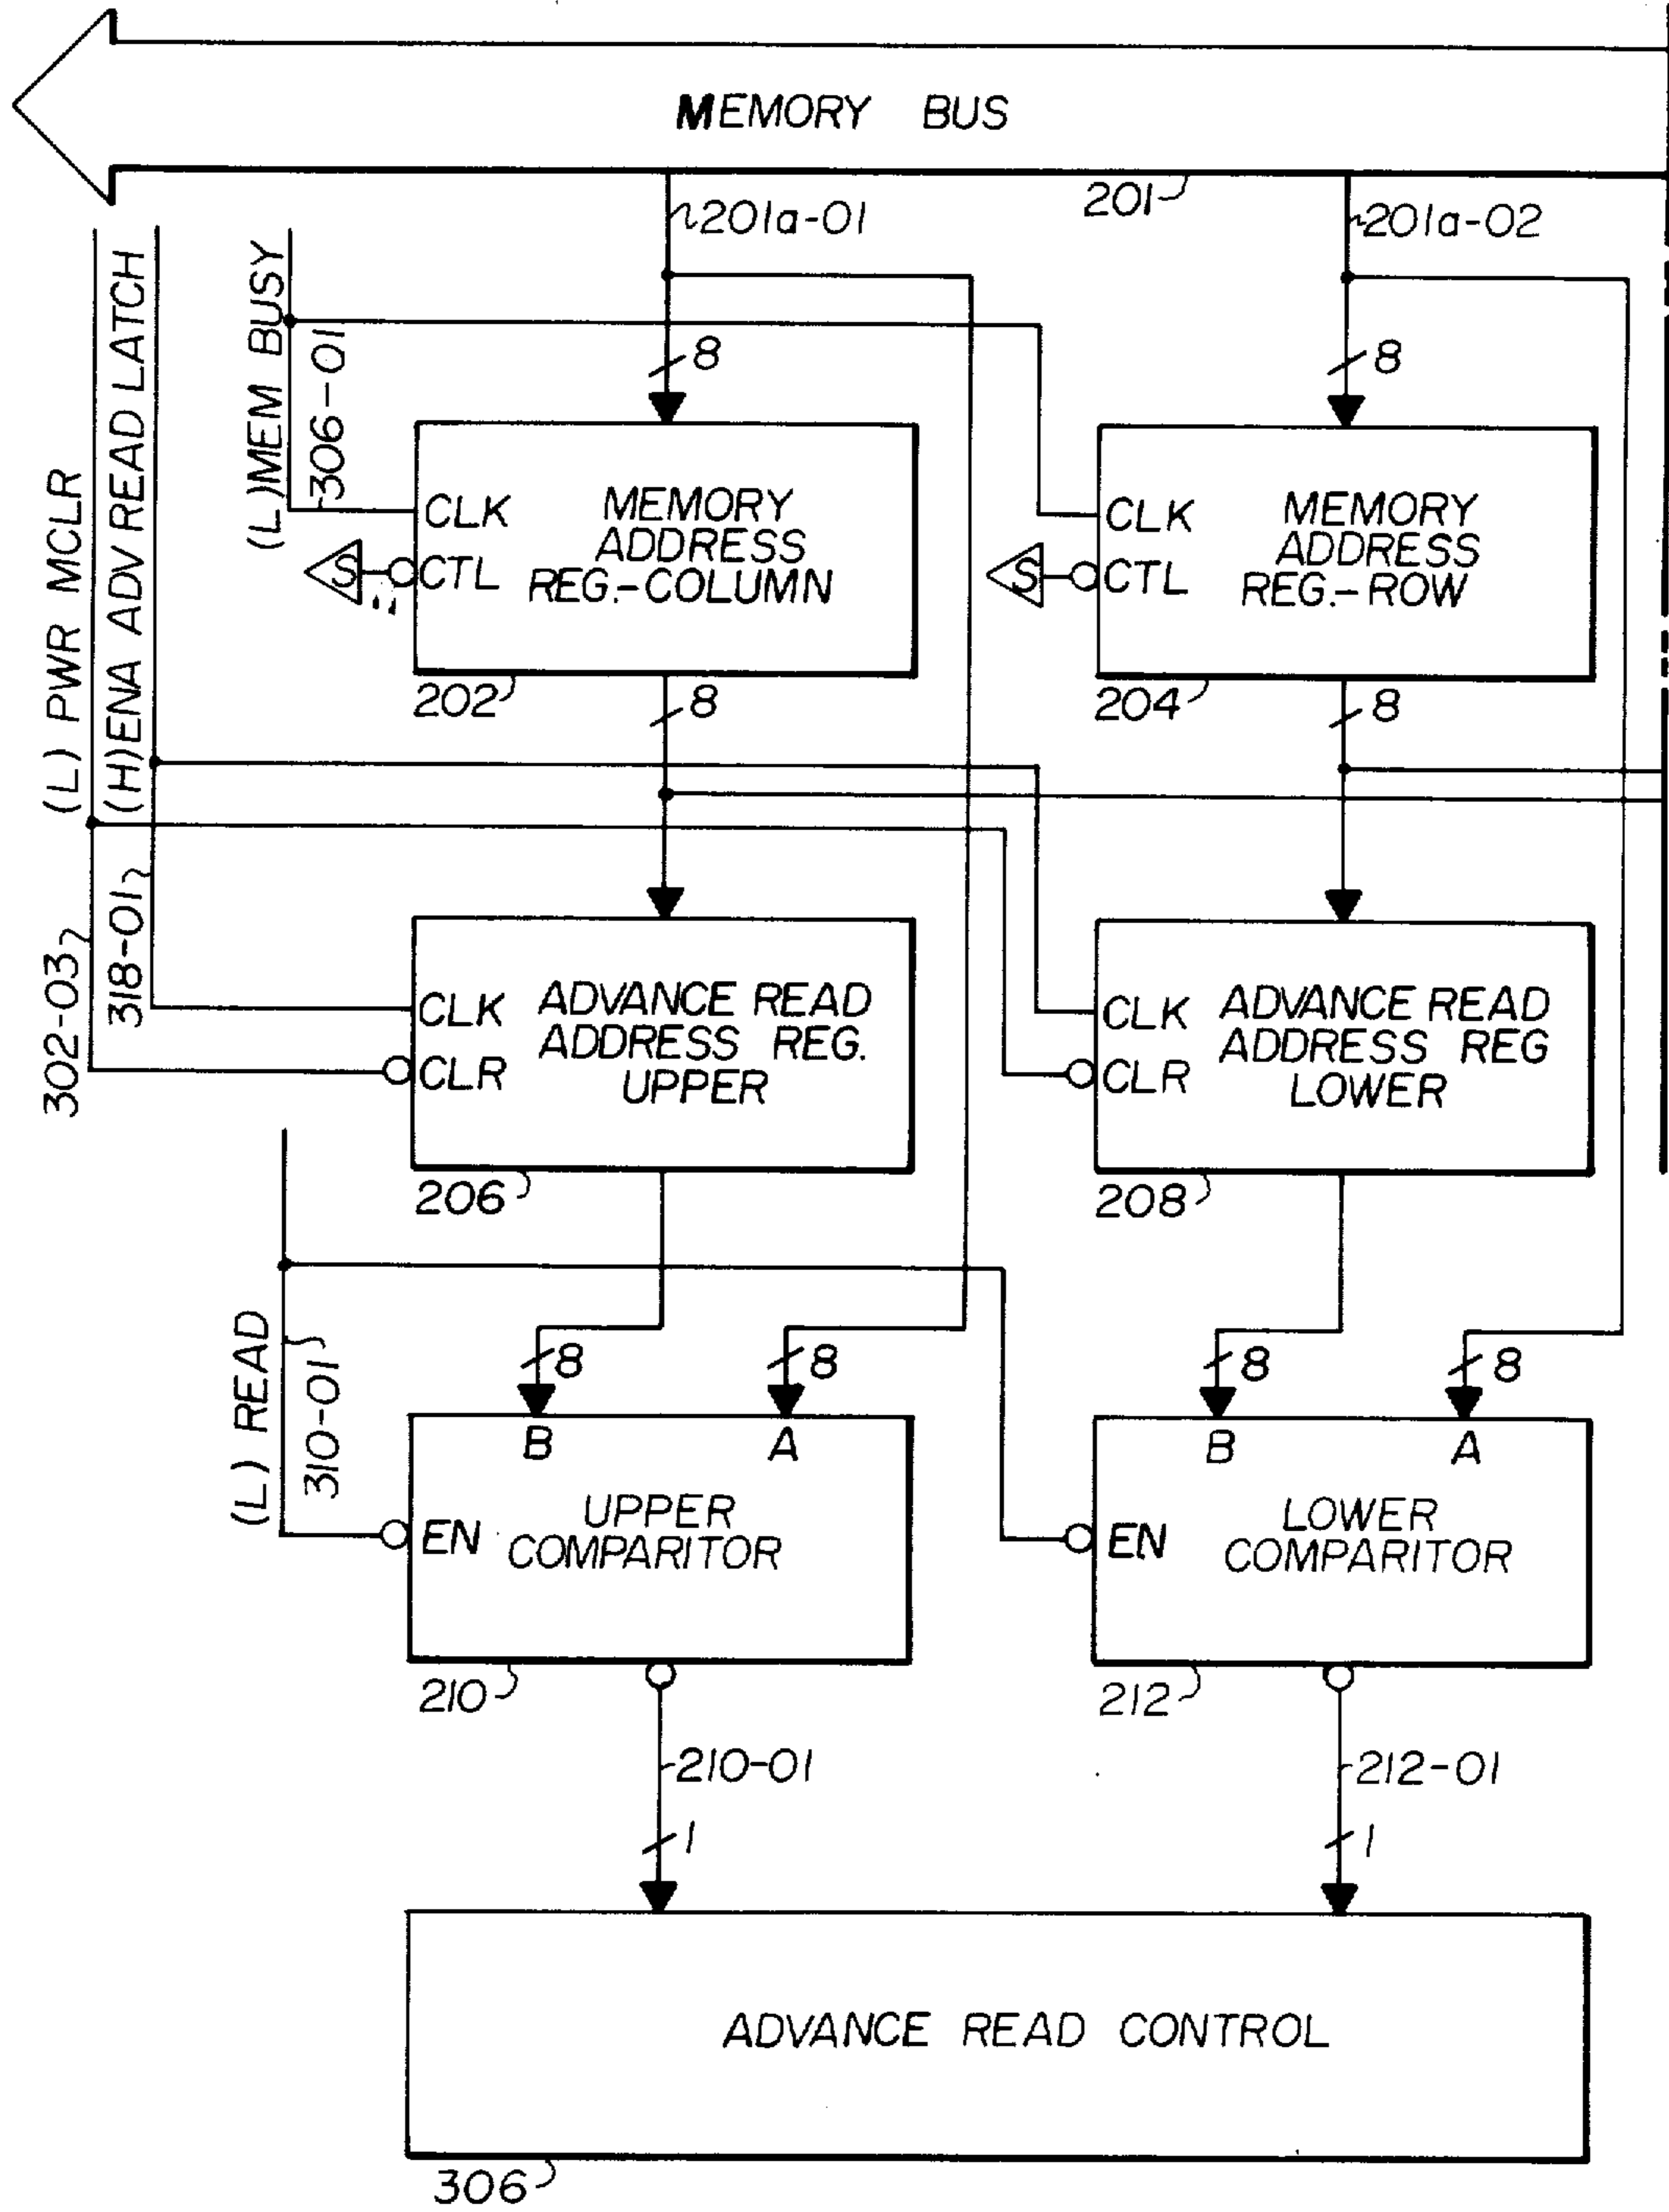 MEMORY BUS
201
201a-01
201a-02
(L) PWR MCLR
(H)ENA ADV READ LATCH
(L)MEM BUSY
306-01
8
8
CLK
S
CTL
MEMORY
ADDRESS
REG.-COLUMN
202
8
CLK
S
CTL
MEMORY
ADDRESS
REG.-ROW
204
8
302-03
318-01
CLK
CLR
ADVANCE READ
ADDRESS REG.
UPPER
206
CLK
CLR
ADVANCE READ
ADDRESS REG
LOWER
208
(L) READ
310-01
8
8
8
8
B
A
EN
UPPER
COMPARITOR
210
B
A
EN
LOWER
COMPARITOR
212
210-01
212-01
1
1
ADVANCE READ CONTROL
306